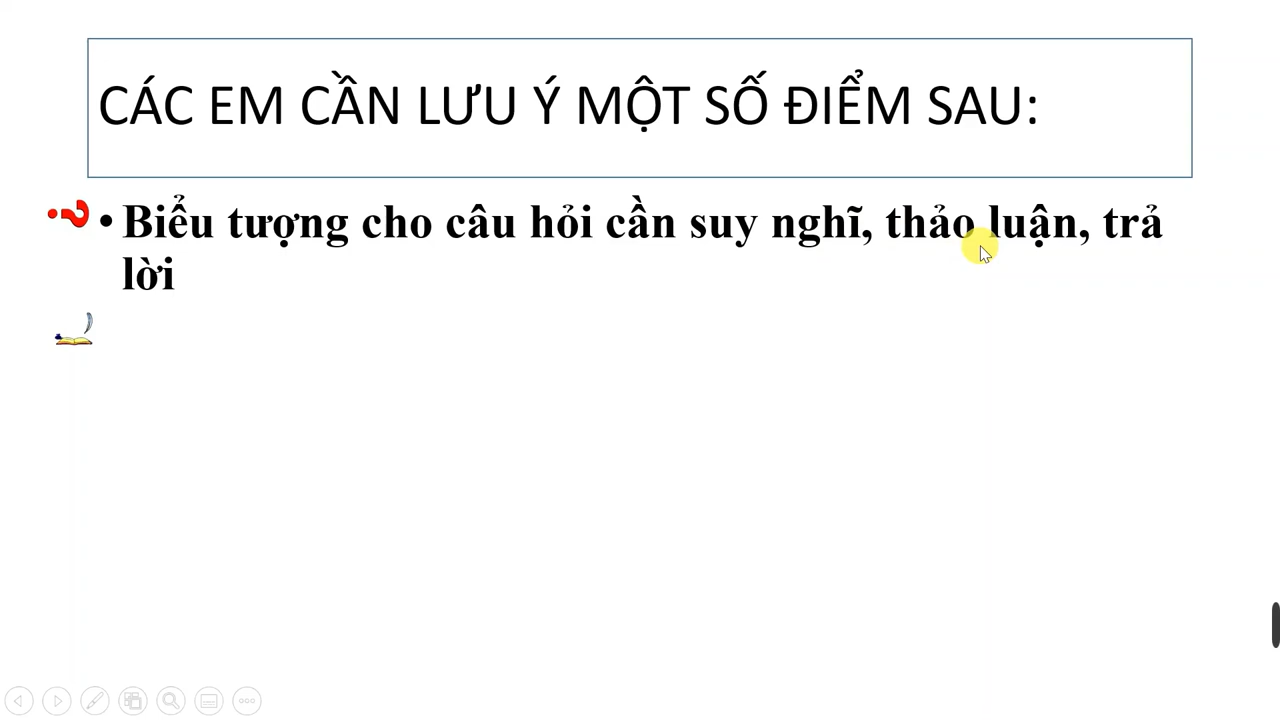 CÁC EM CẦN LƯU Ý MỘT SỐ ĐIỂM SAU:
? • Biểu tượng cho câu hỏi cần suy nghĩ, thảo luận, trả
lời